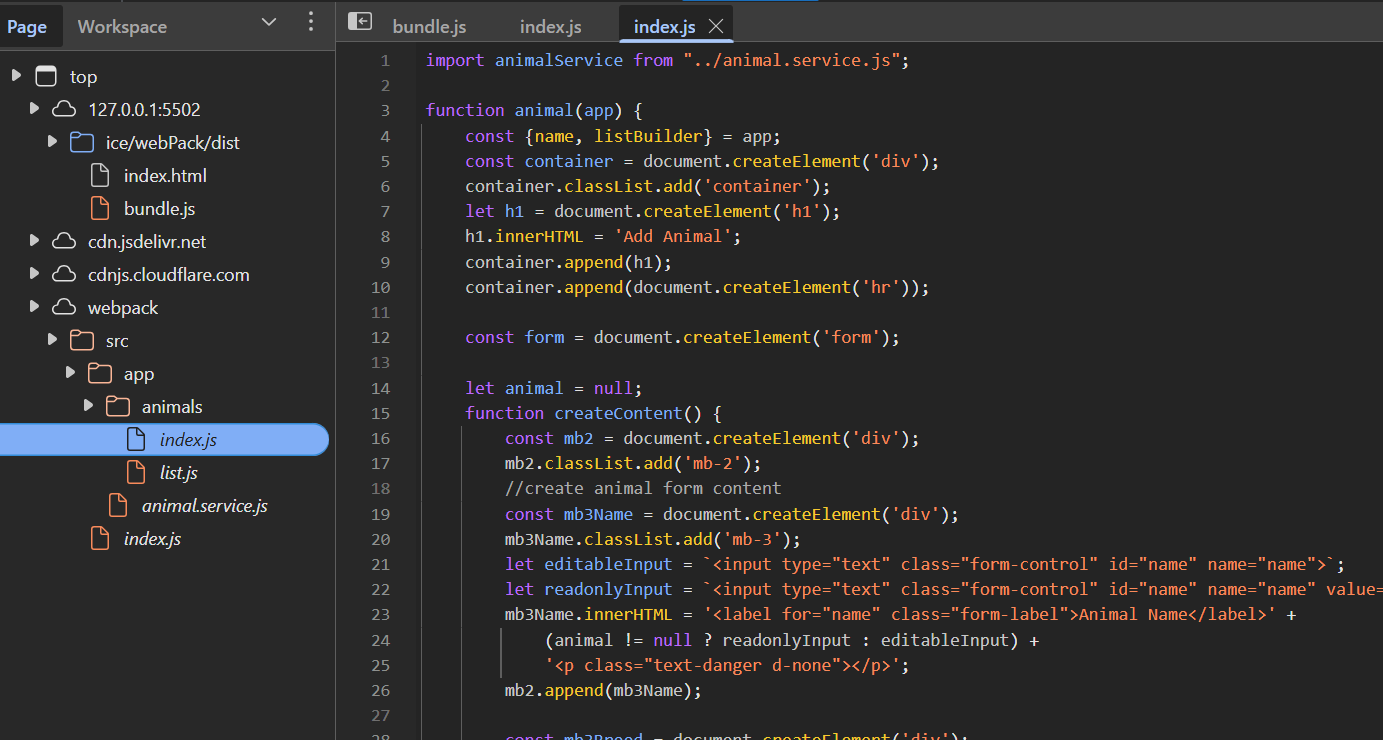 Page Workspace
top
127.0.0.1:5502
ice/webPack/dist
index.html
bundle.js
cdn.jsdelivr.net
cdnjs.cloudflare.com
webpack
src
app
animals
index.js
list.js
animal.service.js
index.js
bundle.js index.js index.js
1 import animalService from "../animal.service.js";
2
3 function animal(app) {
4     const {name, listBuilder} = app;
5     const container = document.createElement('div');
6     container.classList.add('container');
7     let h1 = document.createElement('h1');
8     h1.innerHTML = 'Add Animal';
9     container.append(h1);
10     container.append(document.createElement('hr'));
11
12     const form = document.createElement('form');
13
14     let animal = null;
15     function createContent() {
16         const mb2 = document.createElement('div');
17         mb2.classList.add('mb-2');
18         //create animal form content
19         const mb3Name = document.createElement('div');
20         mb3Name.classList.add('mb-3');
21         let editableInput = `<input type="text" class="form-control" id="name" name="name">`;
22         let readonlyInput = `<input type="text" class="form-control" id="name" name="name" value=
23         mb3Name.innerHTML = '<label for="name" class="form-label">Animal Name</label>' +
24             (animal != null ? readonlyInput : editableInput) +
25             '<p class="text-danger d-none"></p>';
26         mb2.append(mb3Name);
27
28         const mb3Breed = document.createElement('div');